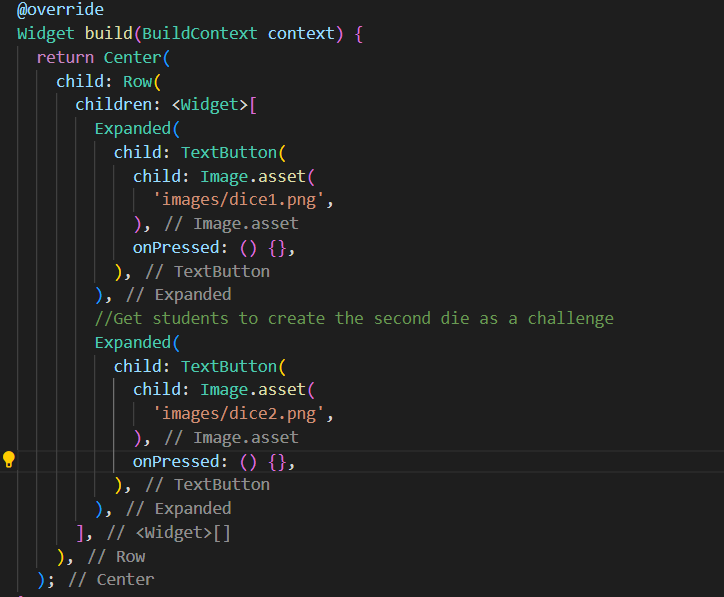 @override
Widget build(BuildContext context) {
  return Center(
    child: Row(
      children: <Widget>[
        Expanded(
          child: TextButton(
            child: Image.asset(
              'images/dice1.png',
            ), // Image.asset
            onPressed: () {},
          ), // TextButton
        ), // Expanded
        //Get students to create the second die as a challenge
        Expanded(
          child: TextButton(
            child: Image.asset(
              'images/dice2.png',
            ), // Image.asset
            onPressed: () {},
          ), // TextButton
        ), // Expanded
      ], // <Widget>[]
    ), // Row
  ); // Center